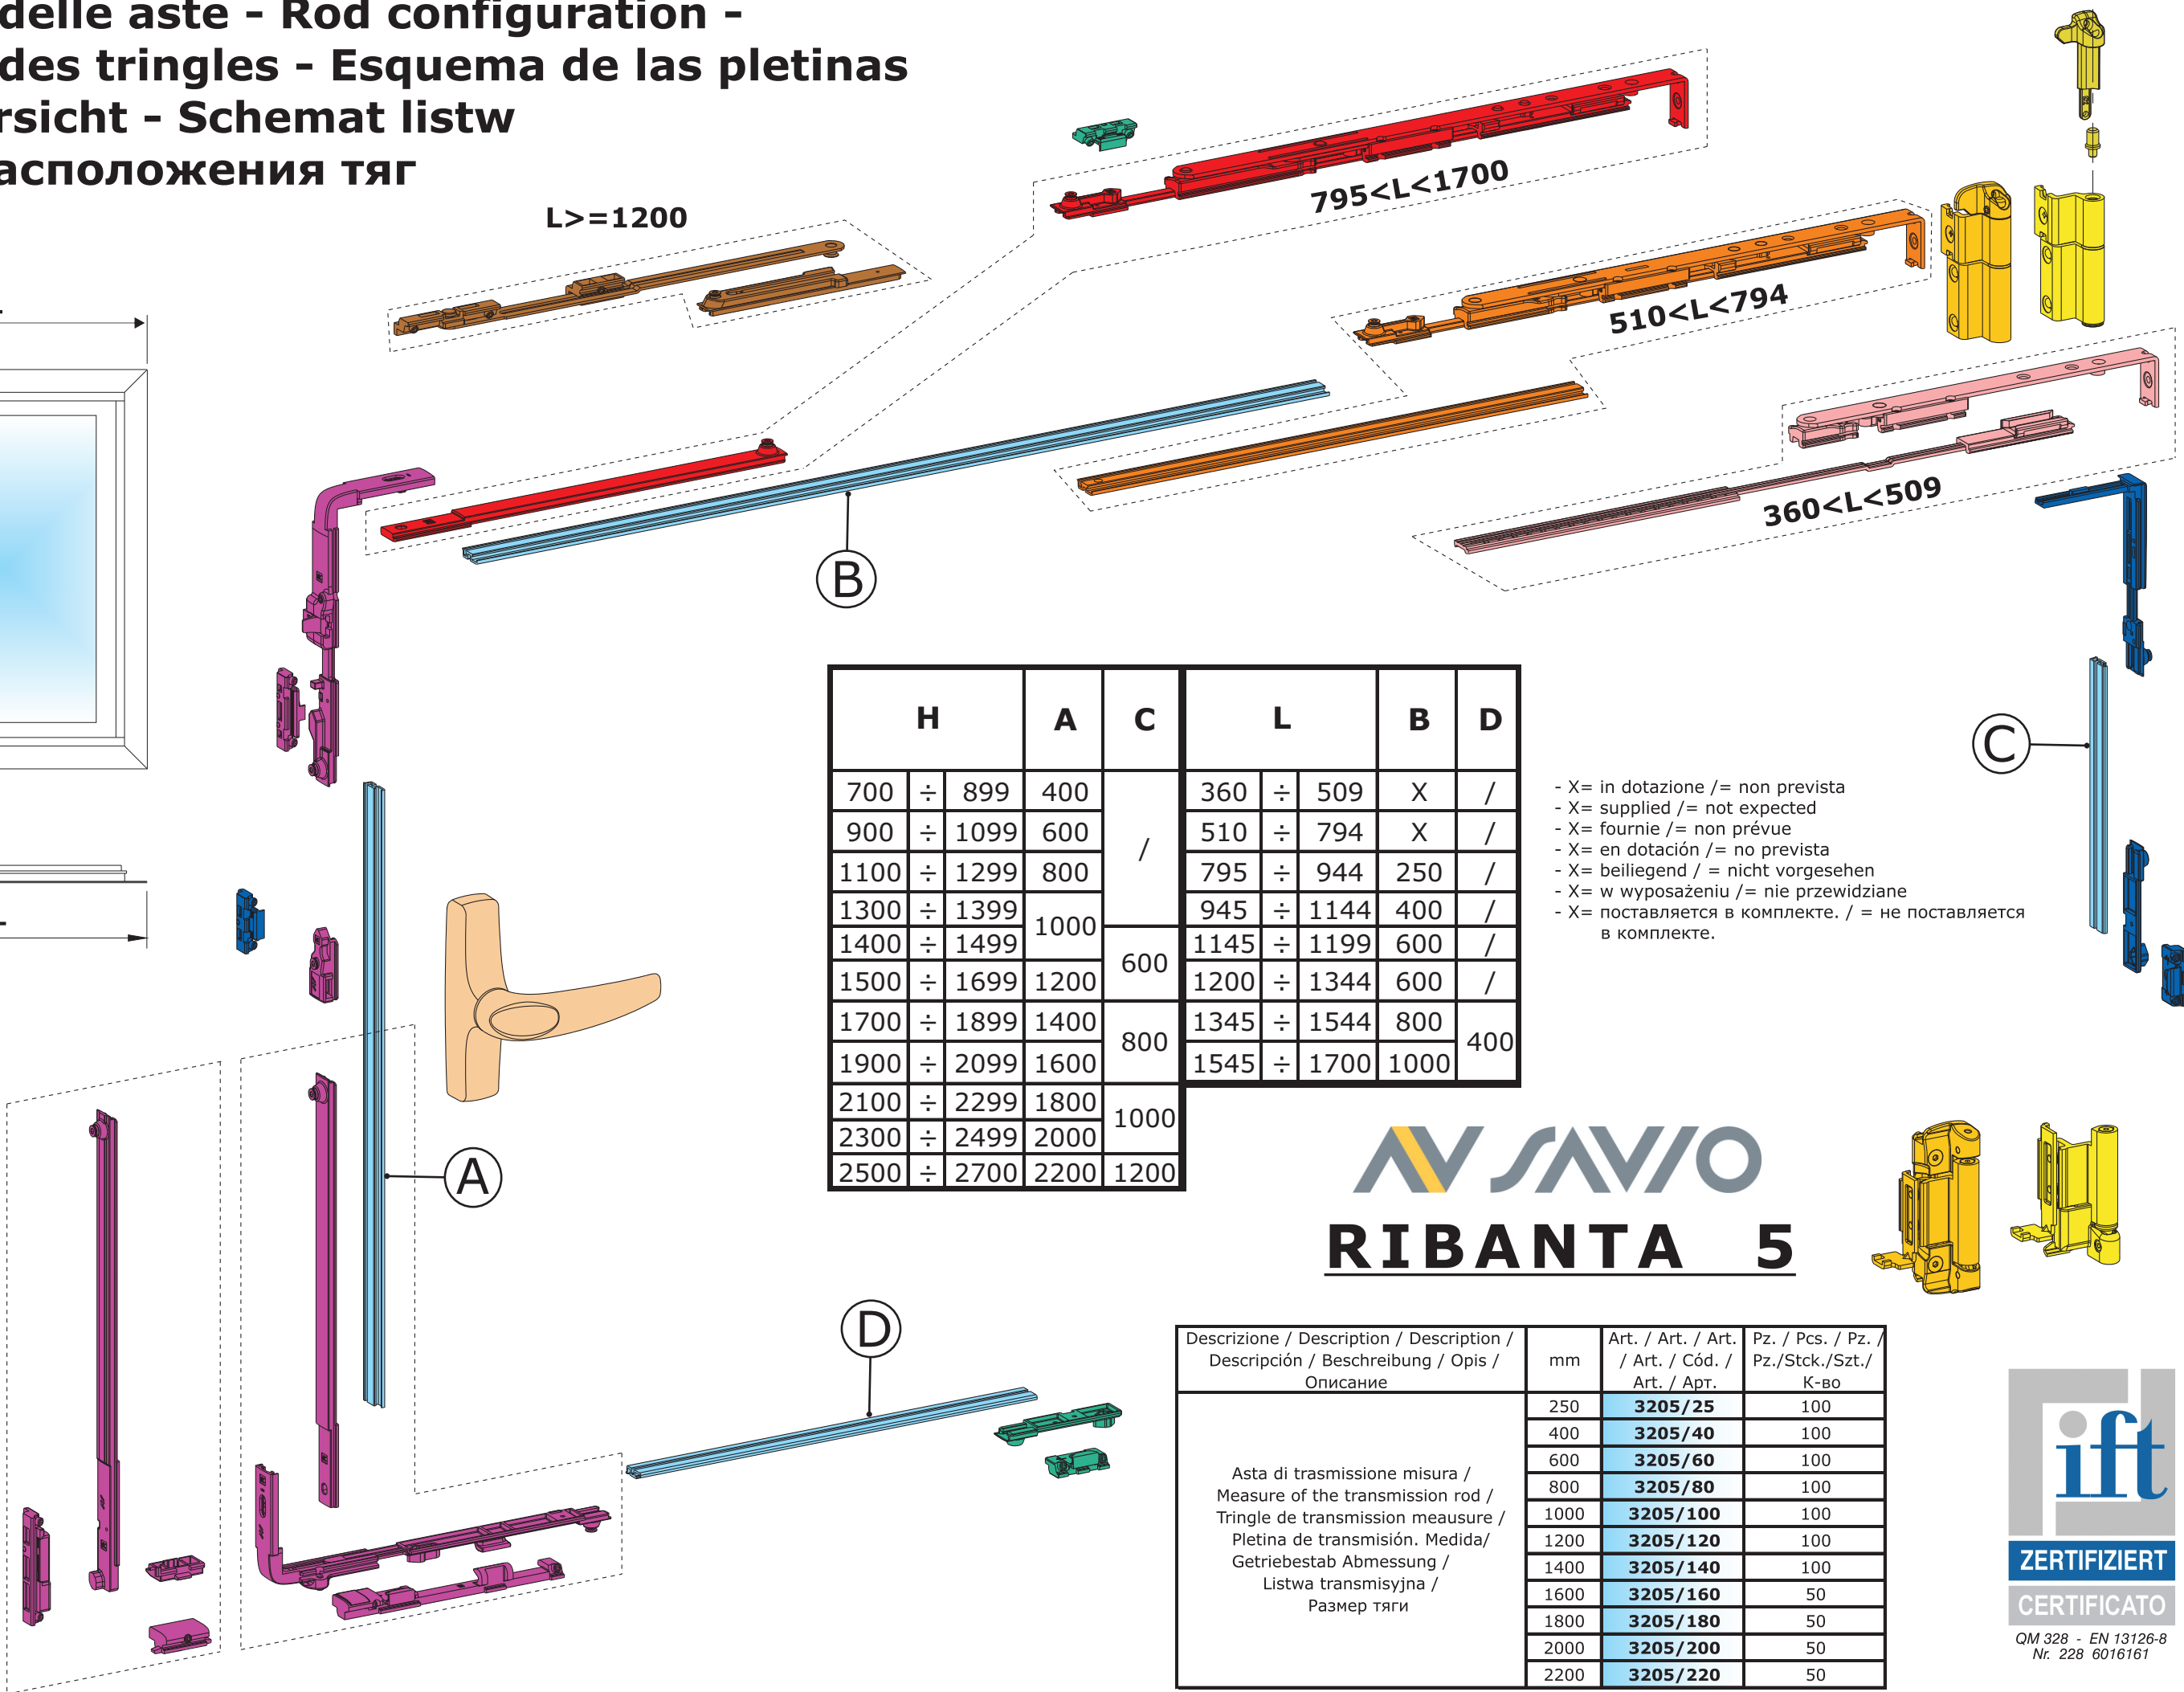 delle aste - Rod configuration -
des tringles - Esquema de las pletinas
rsicht - Schemat listw
асположения тяг
L>=1200
795<L<1700
510<L<794
360<L<509
B
C
A
D
H A C L B D
700 ÷ 899 400 / 360 ÷ 509 X /
900 ÷ 1099 600 510 ÷ 794 X /
1100 ÷ 1299 800 795 ÷ 944 250 /
1300 ÷ 1399 1000 945 ÷ 1144 400 /
1400 ÷ 1499 600 1145 ÷ 1199 600 /
1500 ÷ 1699 1200 1200 ÷ 1344 600 /
1700 ÷ 1899 1400 800 1345 ÷ 1544 800 400
1900 ÷ 2099 1600 1545 ÷ 1700 1000
2100 ÷ 2299 1800 1000
2300 ÷ 2499 2000
2500 ÷ 2700 2200 1200
- X= in dotazione /= non prevista
- X= supplied /= not expected
- X= fournie /= non prévue
- X= en dotación /= no prevista
- X= beiliegend / = nicht vorgesehen
- X= w wyposażeniu /= nie przewidziane
- X= поставляется в комплекте. / = не поставляется
в комплекте.
SAVIO
RIBANTA 5
Descrizione / Description / Description /
Descripción / Beschreibung / Opis /
Описание
mm
Art. / Art. / Art.
/ Art. / Cód. /
Art. / Арт.
Pz. / Pcs. / Pz. /
Pz./Stck./Szt./
К-во
Asta di trasmissione misura /
Measure of the transmission rod /
Tringle de transmission meausure /
Pletina de transmisión. Medida/
Getriebestab Abmessung /
Listwa transmisyjna /
Размер тяги
250 3205/25 100
400 3205/40 100
600 3205/60 100
800 3205/80 100
1000 3205/100 100
1200 3205/120 100
1400 3205/140 100
1600 3205/160 50
1800 3205/180 50
2000 3205/200 50
2200 3205/220 50
ift
ZERTIFIZIERT
CERTIFICATO
QM 328 - EN 13126-8
Nr. 228 6016161